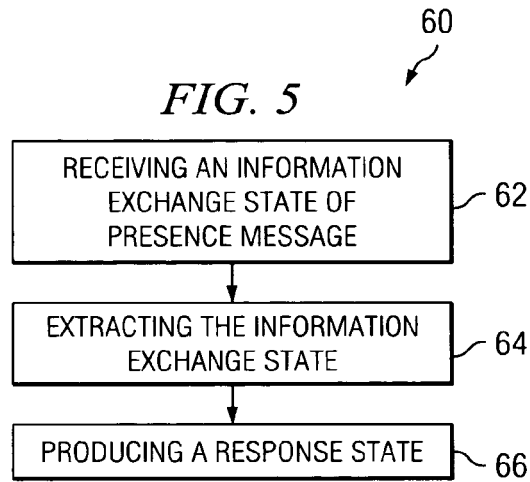 60
FIG. 5
RECEIVING AN INFORMATION
EXCHANGE STATE OF
PRESENCE MESSAGE
62
EXTRACTING THE INFORMATION
EXCHANGE STATE
64
PRODUCING A RESPONSE STATE
66